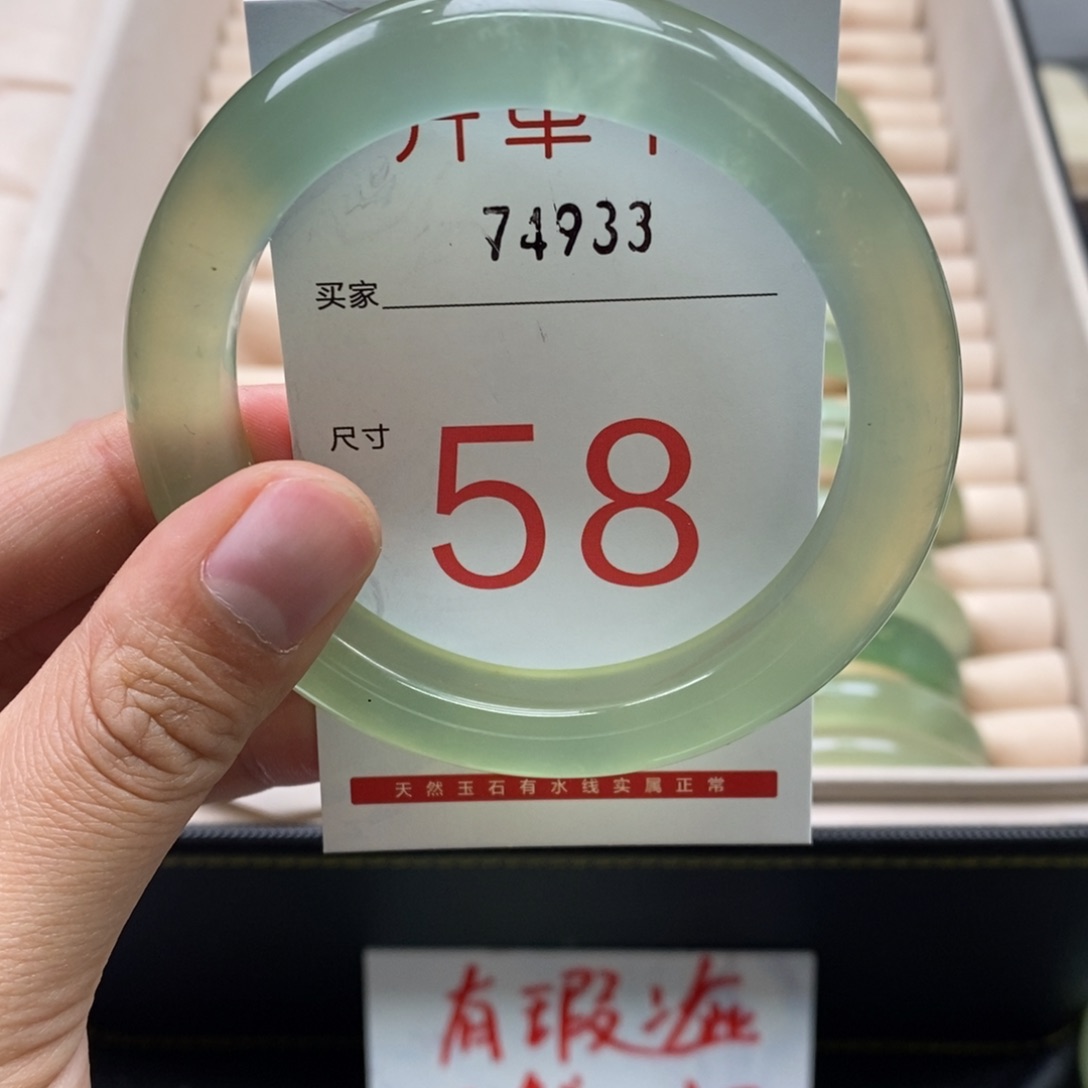 74933
买家
尺寸 58
天然玉石有水线实属正常
有瑕疵